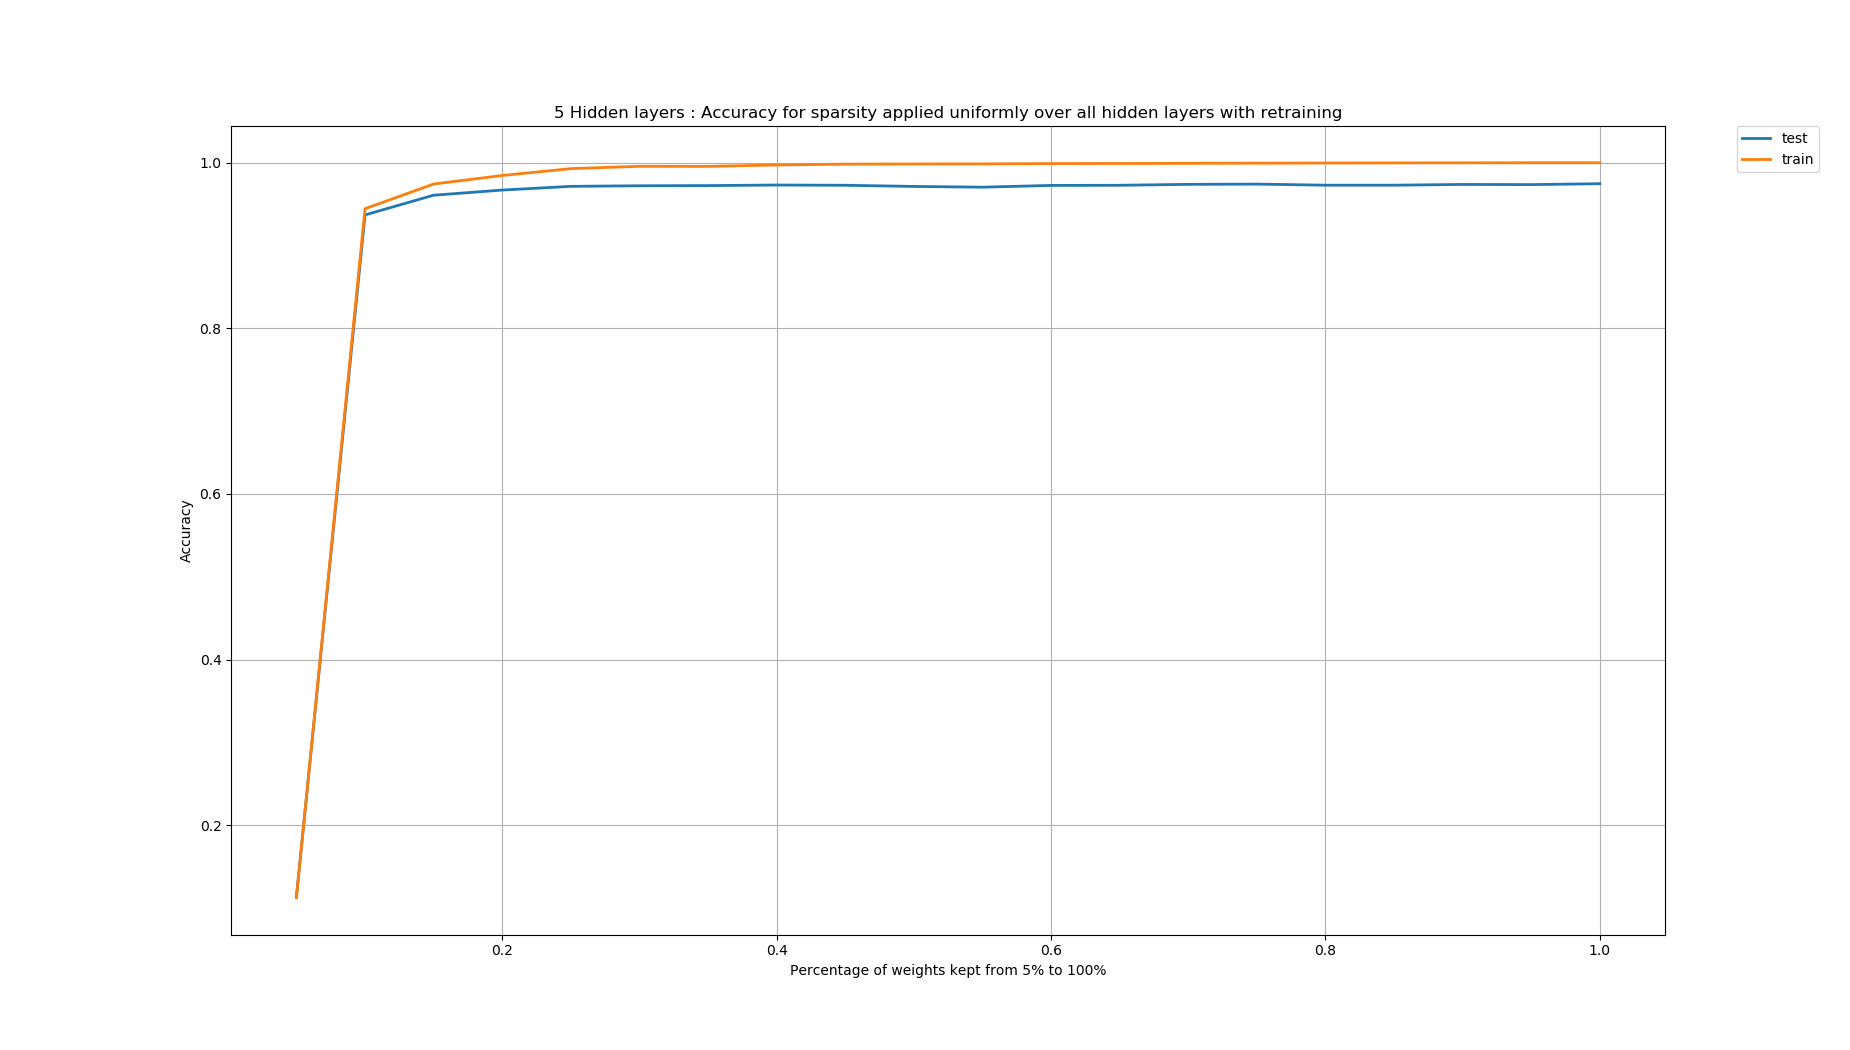 5 Hidden layers : Accuracy for sparsity applied uniformly over all hidden layers with retraining
test
train
1.0
0.8
0.6
0.4
0.2
Accuracy
0.2 0.4 0.6 0.8 1.0
Percentage of weights kept from 5% to 100%